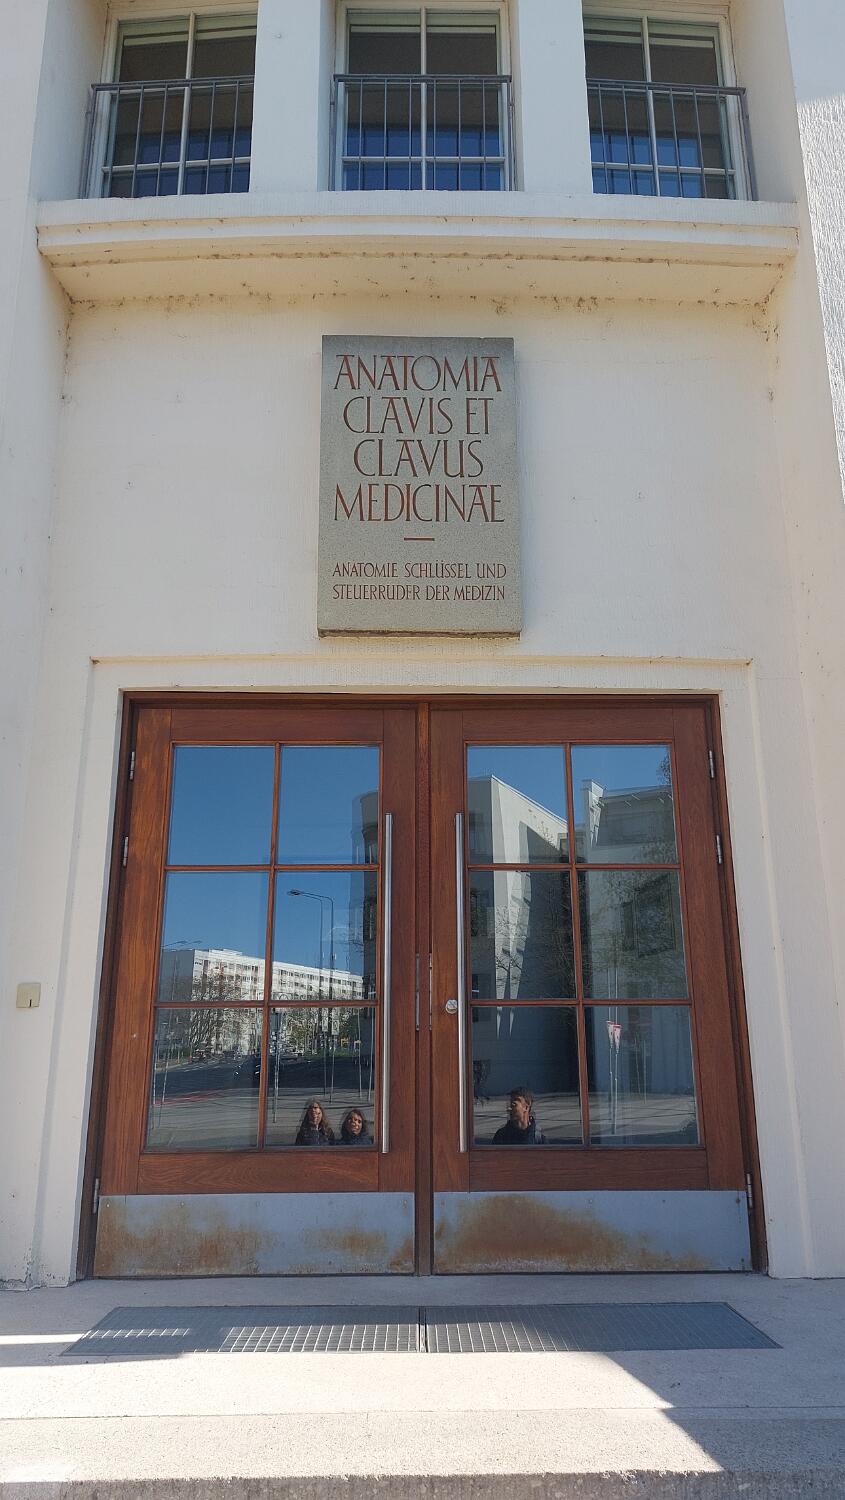 ANATOMIA
CLAVIS ET
CLAVUS
MEDICINAE
ANATOMIE SCHLÜSSEL UND
STEUERRUDER DER MEDIZIN